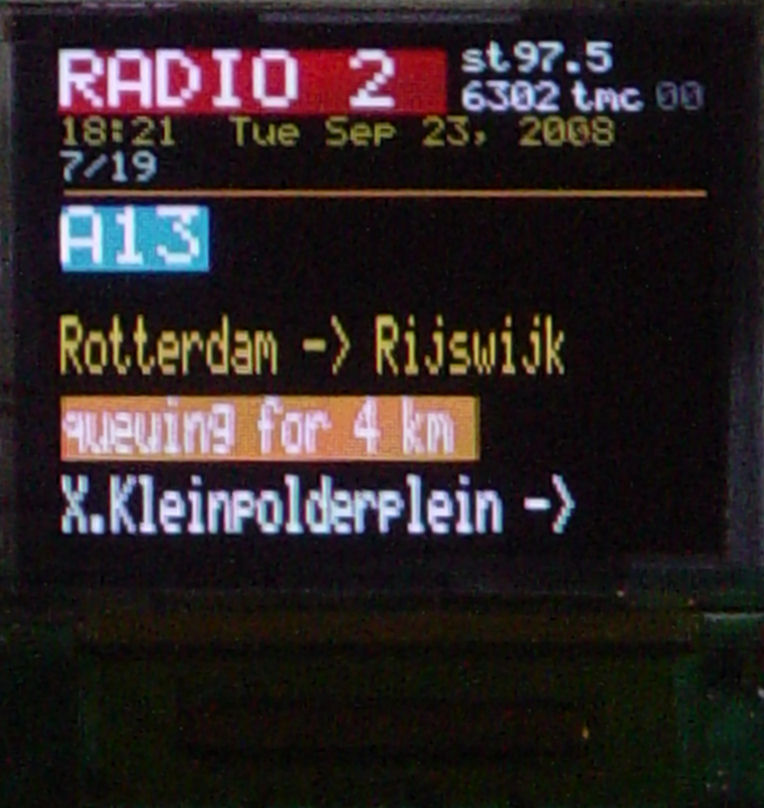 RADIO 2 st97.5
6302 tmc 00
18:21 Tue Sep 23, 2008
7/19
A13
Rotterdam -> Rijswijk
queuing for 4 km
X.Kleinpolderplein ->